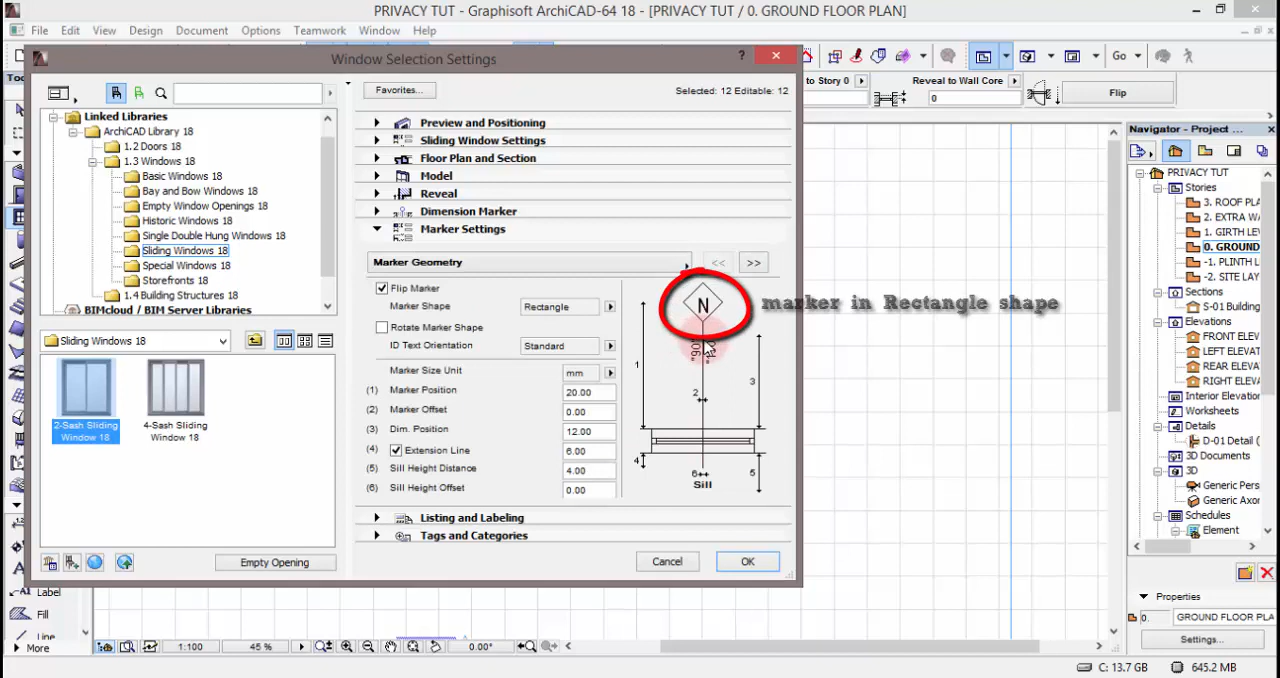 PRIVACY TUT - Graphisoft ArchiCAD-64 18 - [PRIVACY TUT / 0. GROUND FLOOR PLAN]
File Edit View Design Document Options Teamwork Window Help
Window Selection Settings
?
Go
to Story 0
Reveal to Wall Core
0
Flip
Favorites...
Selected: 12 Editable: 12
Linked Libraries
ArchiCAD Library 18
1.2 Doors 18
1.3 Windows 18
Basic Windows 18
Bay and Bow Windows 18
Empty Window Openings 18
Historic Windows 18
Single Double Hung Windows 18
Sliding Windows 18
Special Windows 18
Storefronts 18
1.4 Building Structures 18
BIMcloud / BIM Server Libraries
Sliding Windows 18
2-Sash Sliding
Window 18
4-Sash Sliding
Window 18
Empty Opening
Preview and Positioning
Sliding Window Settings
Floor Plan and Section
Model
Reveal
Dimension Marker
Marker Settings
Marker Geometry
<< >>
Flip Marker
Marker Shape Rectangle
Rotate Marker Shape
ID Text Orientation Standard
Marker Size Unit mm
(1) Marker Position 20.00
(2) Marker Offset 0.00
(3) Dim. Position 12.00
(4) Extension Line 6.00
(5) Sill Height Distance 4.00
(6) Sill Height Offset 0.00
N
1
2
3
4
5
6
Sill
marker in Rectangle shape
Listing and Labeling
Tags and Categories
Cancel
OK
Navigator - Project ...
PRIVACY TUT
Stories
3. ROOF PLA
2. EXTRA WA
1. GIRTH LEV
0. GROUND
-1. PLINTH L
-2. SITE LAY
Sections
S-01 Building
Elevations
FRONT ELEV
LEFT ELEVA
REAR ELEVA
RIGHT ELEV
Interior Elevat
Worksheets
Details
D-01 Detail (
3D Documents
3D
Generic Pers
Generic Axor
Schedules
Element
Properties
0. GROUND FLOOR PLAN
Settings...
Label
Fill
Line
More
1:100
45 %
0.00°
C: 13.7 GB
645.2 MB